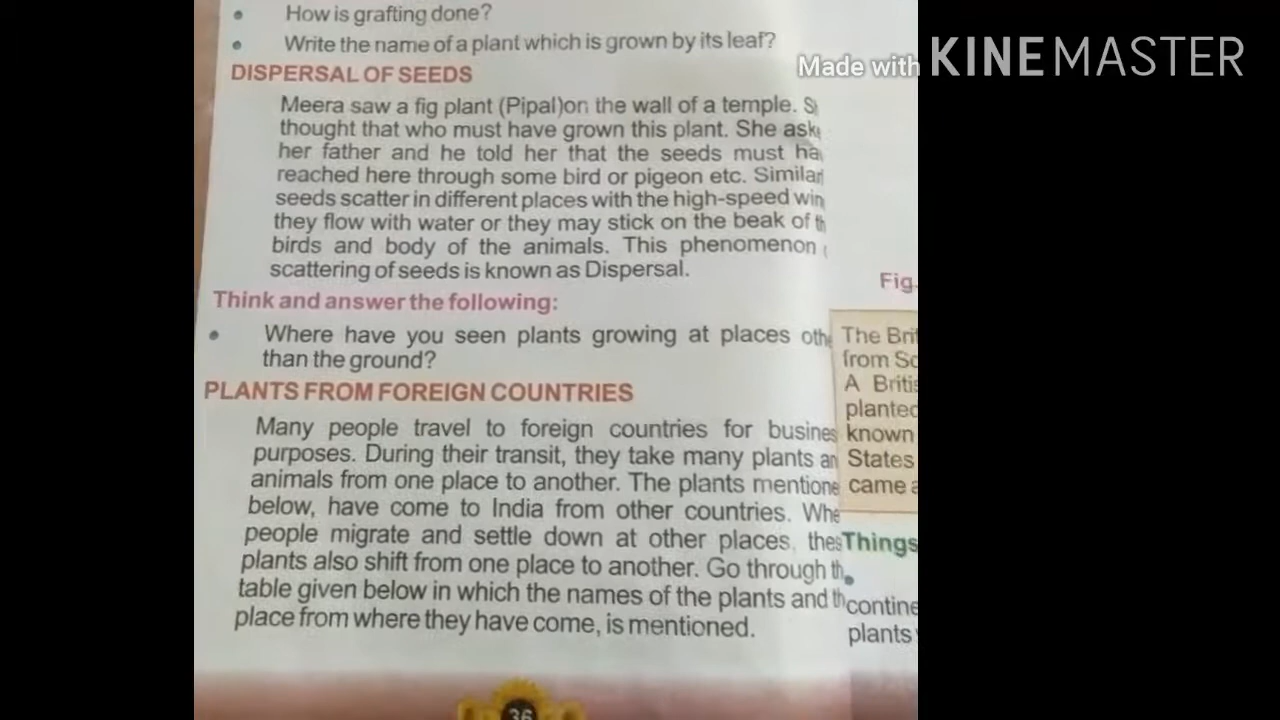 How is grafting done?
Write the name of a plant which is grown by its leaf?
Made with KINEMASTER
DISPERSAL OF SEEDS
Meera saw a fig plant (Pipal)on the wall of a temple.
thought that who must have grown this plant. She
her father and he told her that the seeds must
reached here through some bird or pigeon etc.
seeds scatter in different places with the high-speed
they flow with water or they may stick on the beak of
birds and body of the animals. This phenomenon
scattering of seeds is known as Dispersal.
Think and answer the following:
Where have you seen plants growing at places
than the ground?
PLANTS FROM FOREIGN COUNTRIES
Many people travel to foreign countries for
purposes. During their transit, they take many plants
animals from one place to another. The plants
below, have come to India from other countries.
people migrate and settle down at other places,
plants also shift from one place to another. Go through
table given below in which the names of the plants and
place from where they have come, is mentioned.
36
Fig.
The
from
A
planted
known
States
came
Things
plants